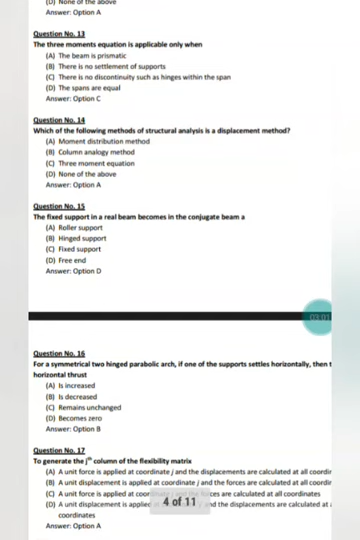 (D) None of the above
Answer: Option A
Question No. 13
The three moments equation is applicable only when
(A) The beam is prismatic
(B) There is no settlement of supports
(C) There is no discontinuity such as hinges within the span
(D) The spans are equal
Answer: Option C
Question No. 14
Which of the following methods of structural analysis is a displacement method?
(A) Moment distribution method
(B) Column analogy method
(C) Three moment equation
(D) None of the above
Answer: Option A
Question No. 15
The fixed support in a real beam becomes in the conjugate beam a
(A) Roller support
(B) Hinged support
(C) Fixed support
(D) Free end
Answer: Option D
03:01
Question No. 16
For a symmetrical two hinged parabolic arch, if one of the supports settles horizontally, then t
horizontal thrust
(A) Is increased
(B) Is decreased
(C) Remains unchanged
(D) Becomes zero
Answer: Option B
Question No. 17
To generate the jth column of the flexibility matrix
(A) A unit force is applied at coordinate j and the displacements are calculated at all coordir
(B) A unit displacement is applied at coordinate j and the forces are calculated at all coordir
(C) A unit force is applied at coor ces are calculated at all coordinates
(D) A unit displacement is applied nd the displacements are calculated at
4 of 11
coordinates
Answer: Option A